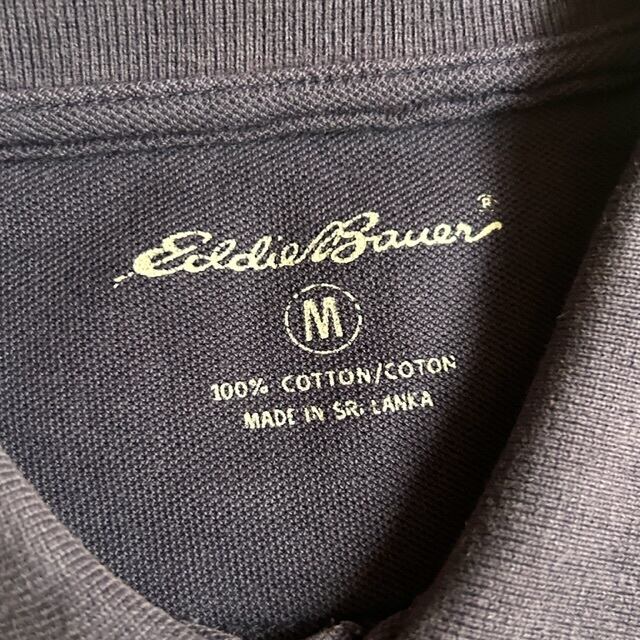 Eddie Bauer®
M
100% COTTON/COTON
MADE IN SRI LANKA